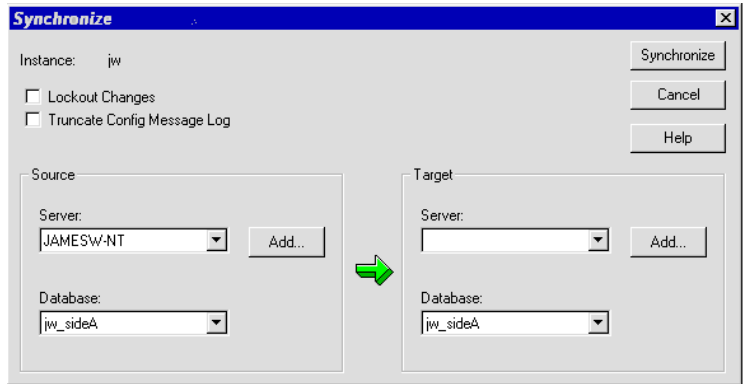 Synchronize
Instance: jw
Synchronize
Lockout Changes
Cancel
Truncate Config Message Log
Help
Source
Server:
JAMESW-NT
Add...
Database:
jw_sideA
Target
Server:
Add...
Database:
jw_sideA